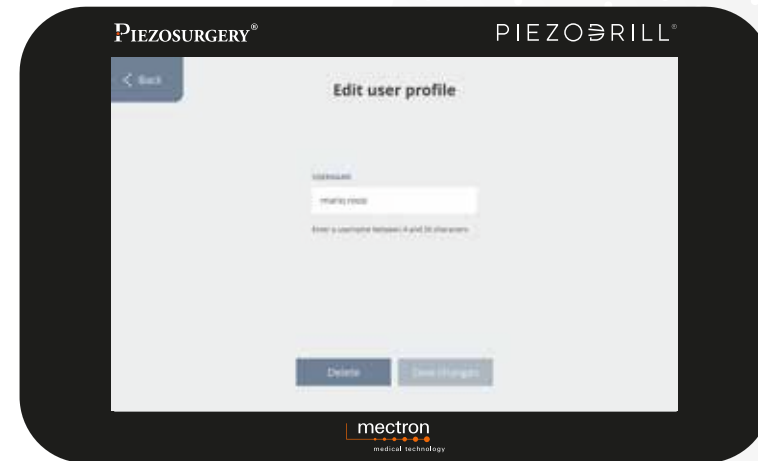 PIEZOSURGERY®
PIEZODRILL®
< Back
Edit user profile
USERNAME
Enter a username between 4 and characters
Delete
Save changes
mectron
medical technology